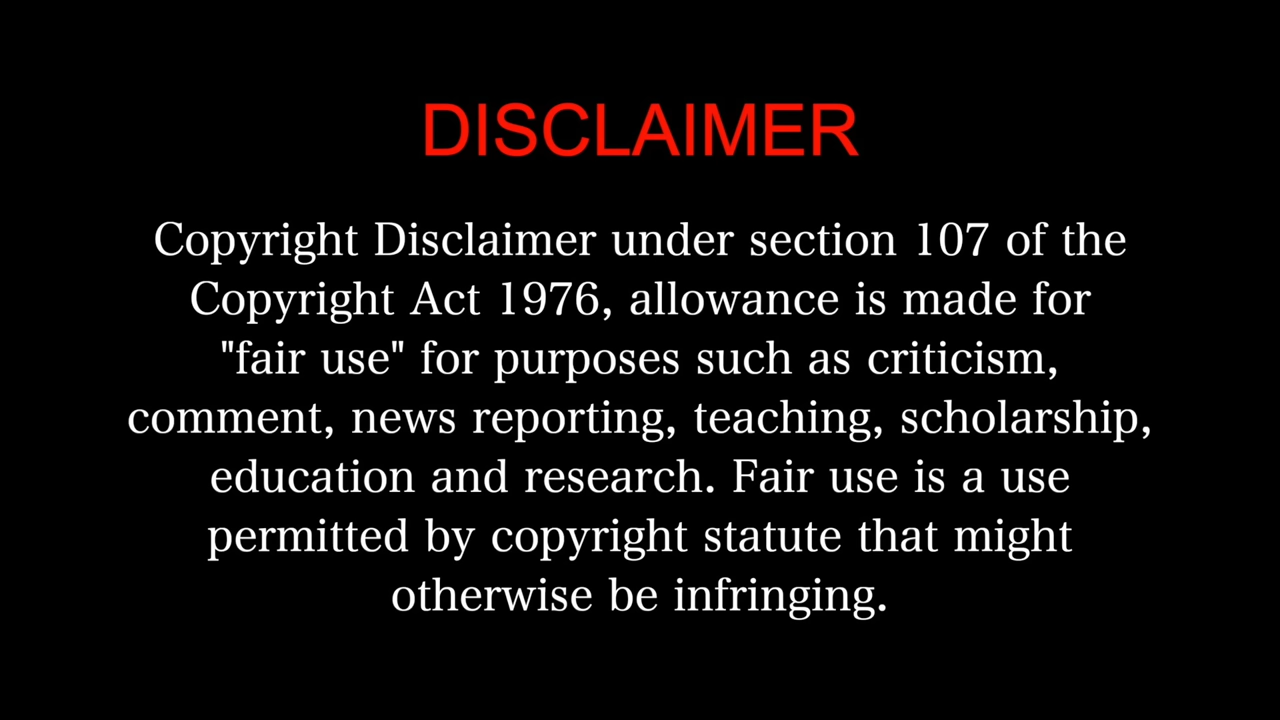 DISCLAIMER
Copyright Disclaimer under section 107 of the
Copyright Act 1976, allowance is made for
"fair use" for purposes such as criticism,
comment, news reporting, teaching, scholarship,
education and research. Fair use is a use
permitted by copyright statute that might
otherwise be infringing.